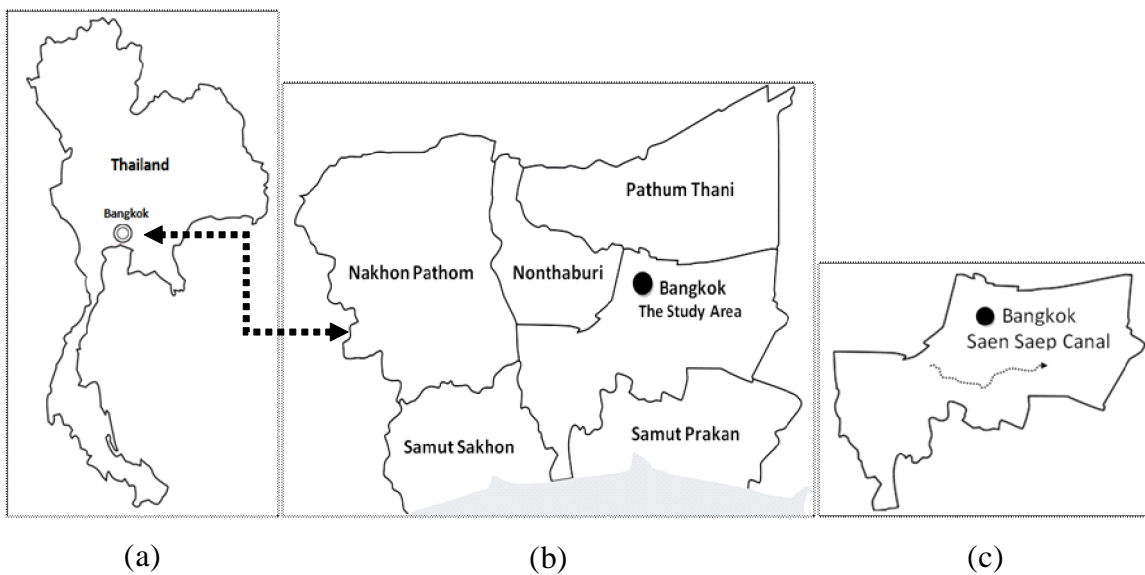 Thailand
Bangkok
Pathum Thani
Nakhon Pathom
Nonthaburi
Bangkok
The Study Area
Samut Sakhon
Samut Prakan
Bangkok
Saen Saep Canal
(a)
(b)
(c)